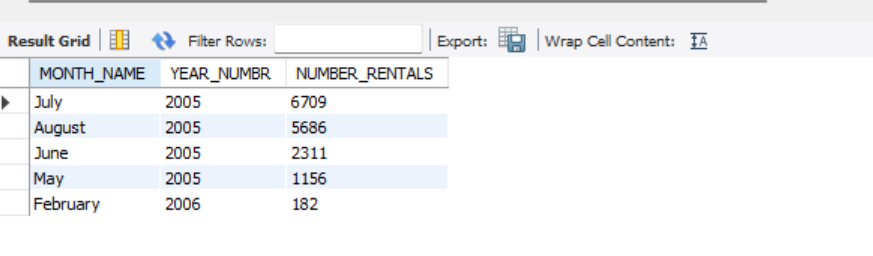 Result Grid Filter Rows: Export: Wrap Cell Content: IA
MONTH_NAME YEAR_NUMBR NUMBER_RENTALS
July 2005 6709
August 2005 5686
June 2005 2311
May 2005 1156
February 2006 182